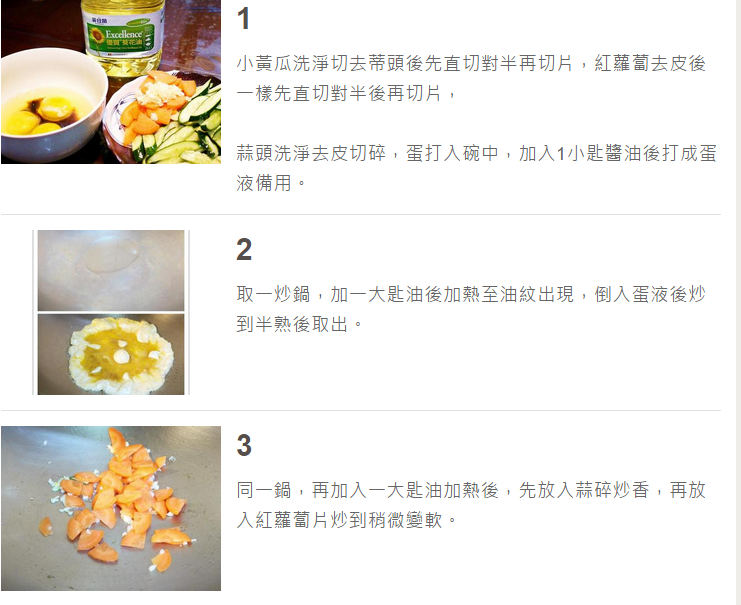 1
小黃瓜洗淨切去蒂頭後先直切對半再切片，紅蘿蔔去皮後
一樣先直切對半後再切片，
蒜頭洗淨去皮切碎，蛋打入碗中，加入1小匙醬油後打成蛋
液備用。
Excellence
葵花油
2
取一炒鍋，加一大匙油後加熱至油紋出現，倒入蛋液後炒
到半熟後取出。
3
同一鍋，再加入一大匙油加熱後，先放入蒜碎炒香，再放
入紅蘿蔔片炒到稍微變軟。